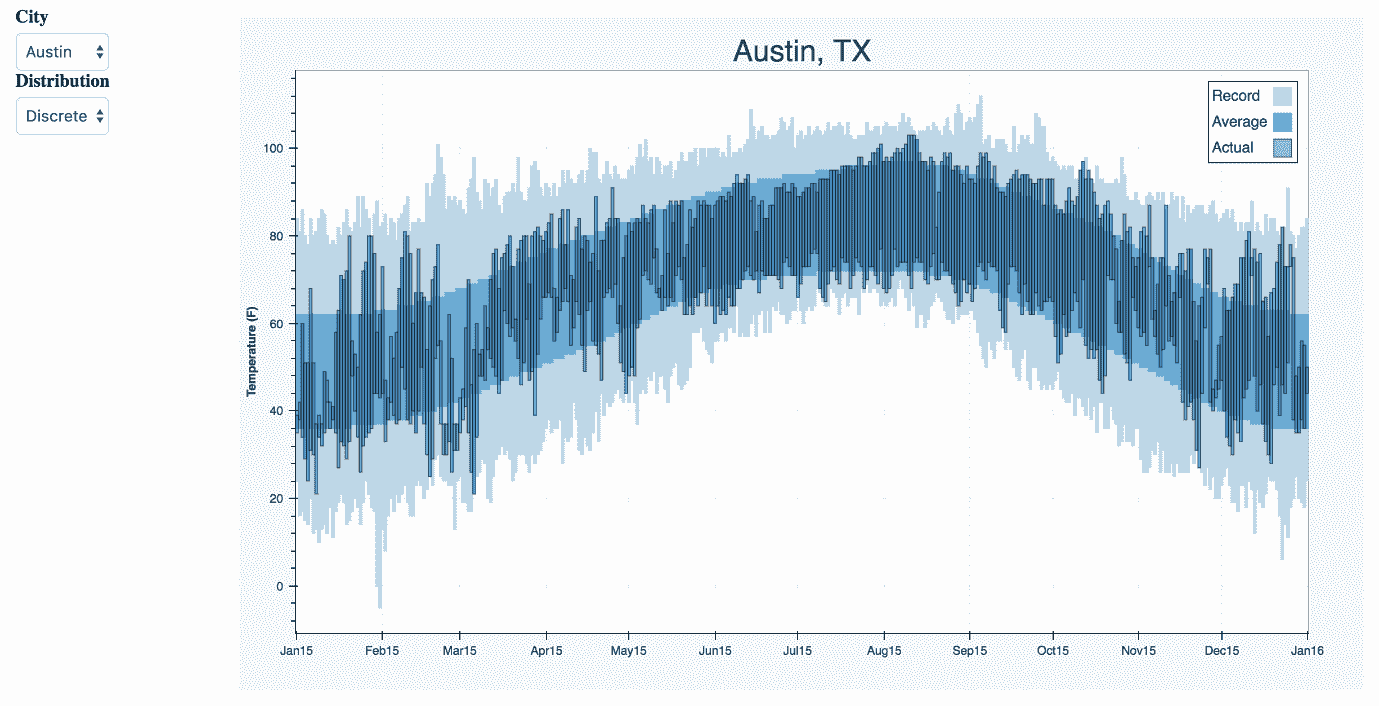 City
Austin
Distribution
Discrete
Austin, TX
Record
Average
Actual
Temperature (F)
100
80
60
40
20
0
Jan15 Feb15 Mar15 Apr15 May15 Jun15 Jul15 Aug15 Sep15 Oct15 Nov15 Dec15 Jan16